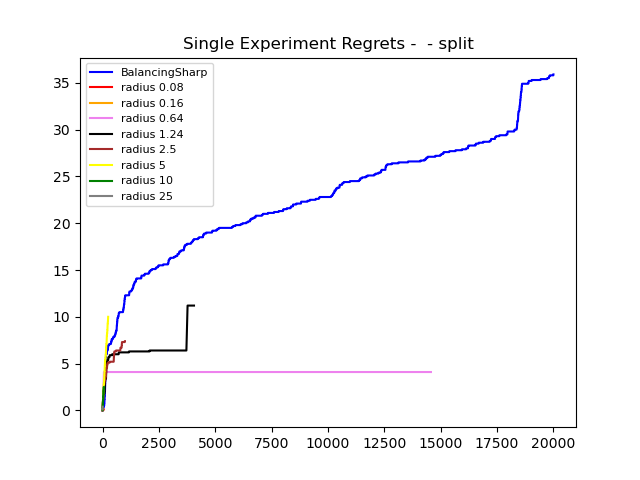 Single Experiment Regrets -  - split
BalancingSharp
radius 0.08
radius 0.16
radius 0.64
radius 1.24
radius 2.5
radius 5
radius 10
radius 25
35
30
25
20
15
10
5
0
0 2500 5000 7500 10000 12500 15000 17500 20000